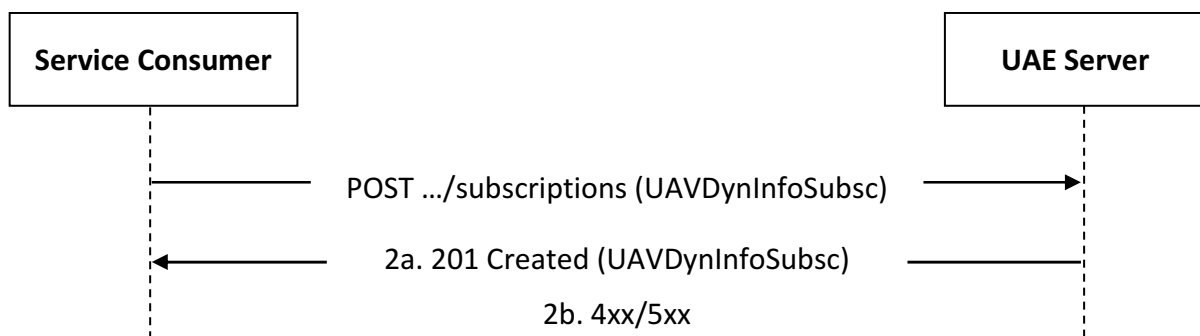 Service Consumer
UAE Server
POST …/subscriptions (UAVDynInfoSubsc)
2a. 201 Created (UAVDynInfoSubsc)
2b. 4xx/5xx